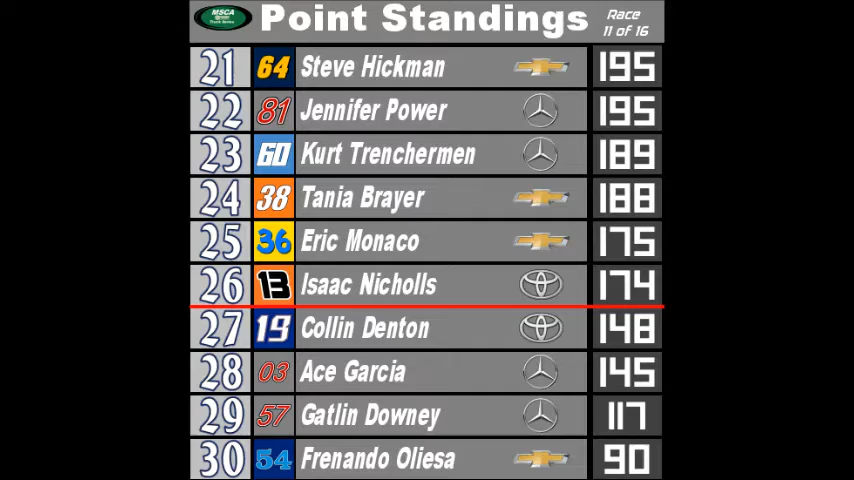 MSCA
Point Standings
Race
11 of 16
21 64 Steve Hickman 195
22 81 Jennifer Power 195
23 60 Kurt Trenchermen 189
24 38 Tania Brayer 188
25 36 Eric Monaco 175
26 13 Isaac Nicholls 174
27 19 Collin Denton 148
28 03 Ace Garcia 145
29 57 Gatlin Downey 117
30 54 Frenando Oliesa 90